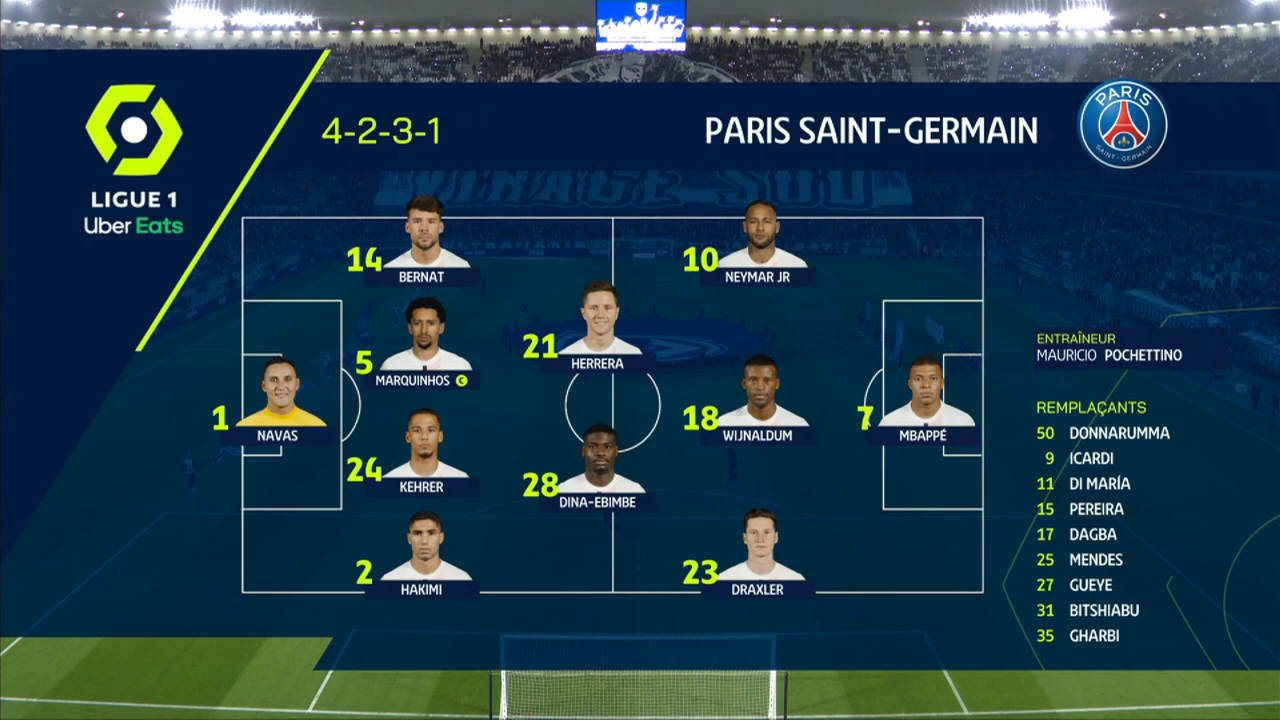 4-2-3-1
PARIS SAINT-GERMAIN
PARIS
SAINT-GERMAIN
LIGUE 1
Uber Eats
14
BERNAT
10
NEYMAR JR
5
MARQUINHOS C
21
HERRERA
1
NAVAS
18
WIJNALDUM
7
MBAPPÉ
24
KEHRER
28
DINA-EBIMBE
2
HAKIMI
23
DRAXLER
ENTRAÎNEUR
MAURICIO POCHETTINO
REMPLAÇANTS
50 DONNARUMMA
9 ICARDI
11 DI MARÍA
15 PEREIRA
17 DAGBA
25 MENDES
27 GUEYE
31 BITSHIABU
35 GHARBI